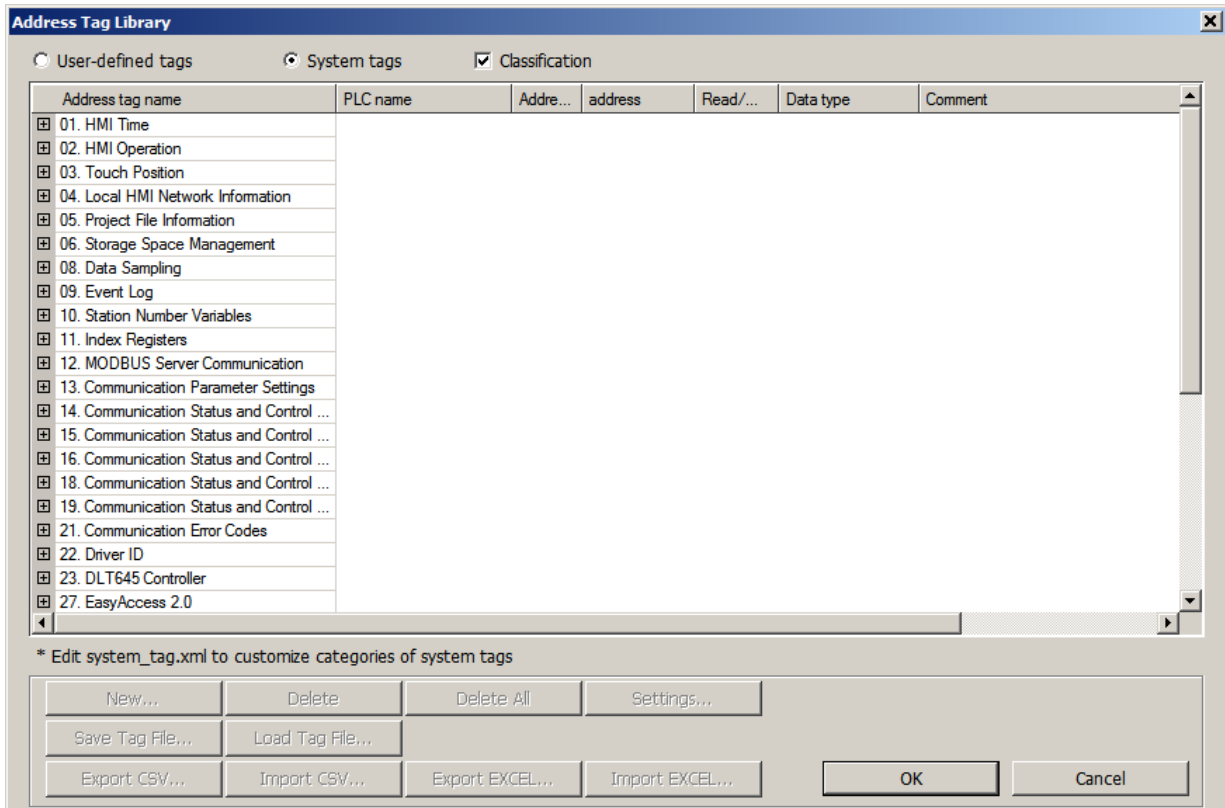 Address Tag Library
User-defined tags System tags Classification
Address tag name PLC name Addre... address Read/... Data type Comment
01. HMI Time
02. HMI Operation
03. Touch Position
04. Local HMI Network Information
05. Project File Information
06. Storage Space Management
08. Data Sampling
09. Event Log
10. Station Number Variables
11. Index Registers
12. MODBUS Server Communication
13. Communication Parameter Settings
14. Communication Status and Control ...
15. Communication Status and Control ...
16. Communication Status and Control ...
18. Communication Status and Control ...
19. Communication Status and Control ...
21. Communication Error Codes
22. Driver ID
23. DLT645 Controller
27. EasyAccess 2.0
* Edit system_tag.xml to customize categories of system tags
New... Delete Delete All Settings...
Save Tag File... Load Tag File...
Export CSV... Import CSV... Export EXCEL... Import EXCEL... OK Cancel